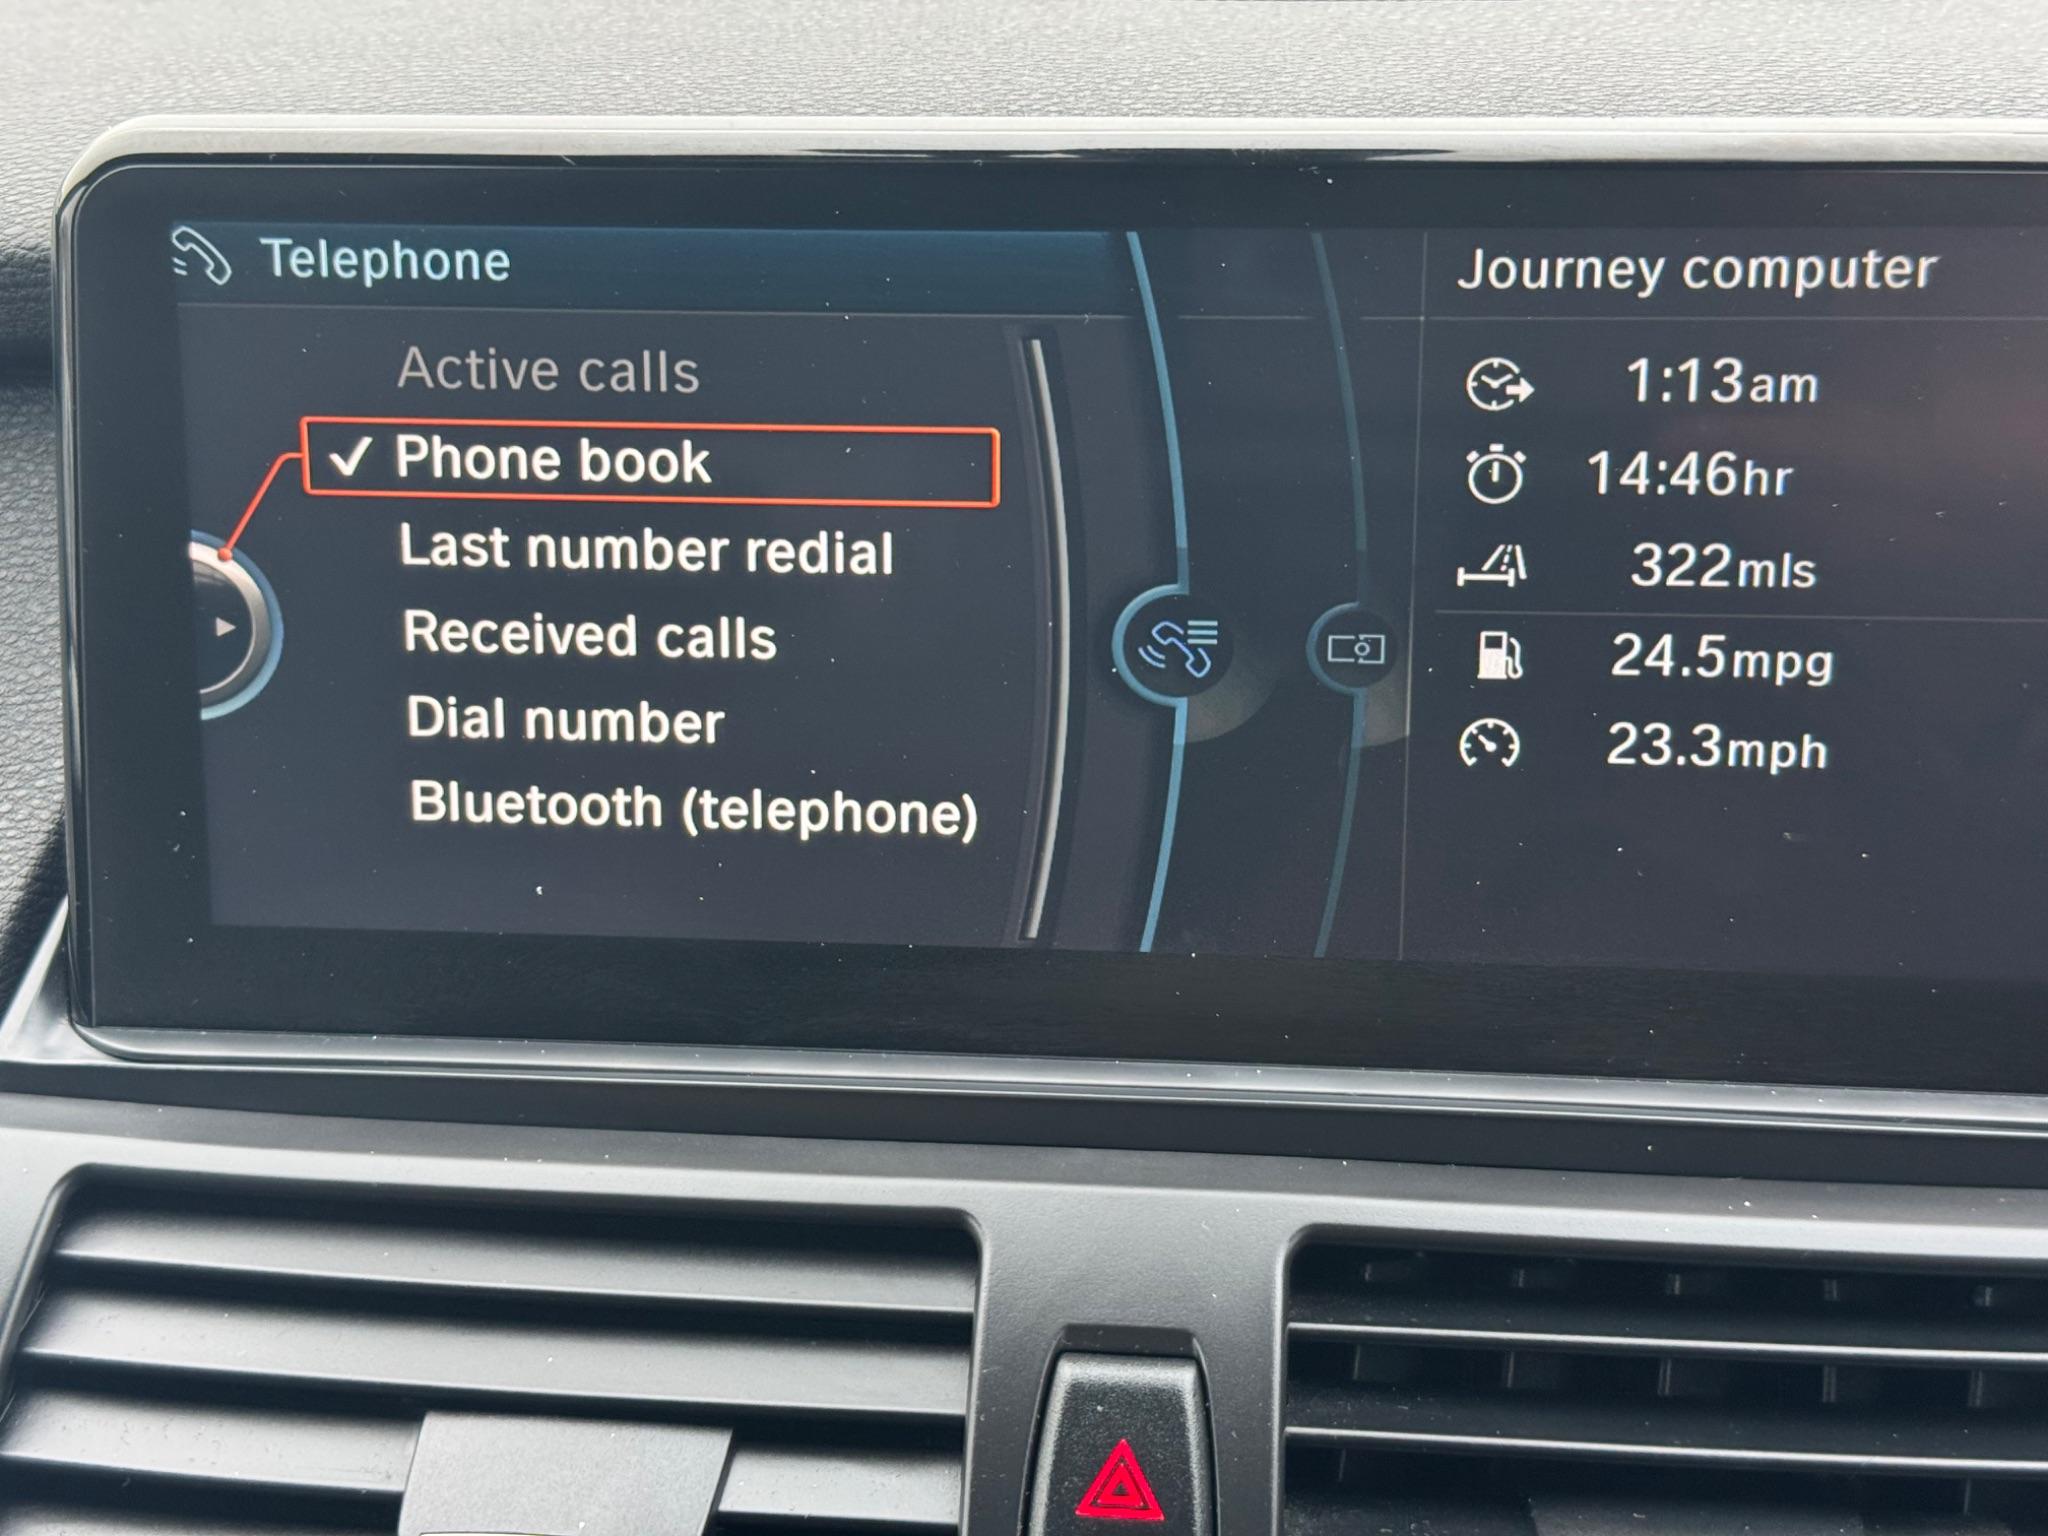 Telephone
Active calls
Phone book
Last number redial
Received calls
Dial number
Bluetooth (telephone)
Journey computer
1:13am
14:46hr
322mls
24.5mpg
23.3mph